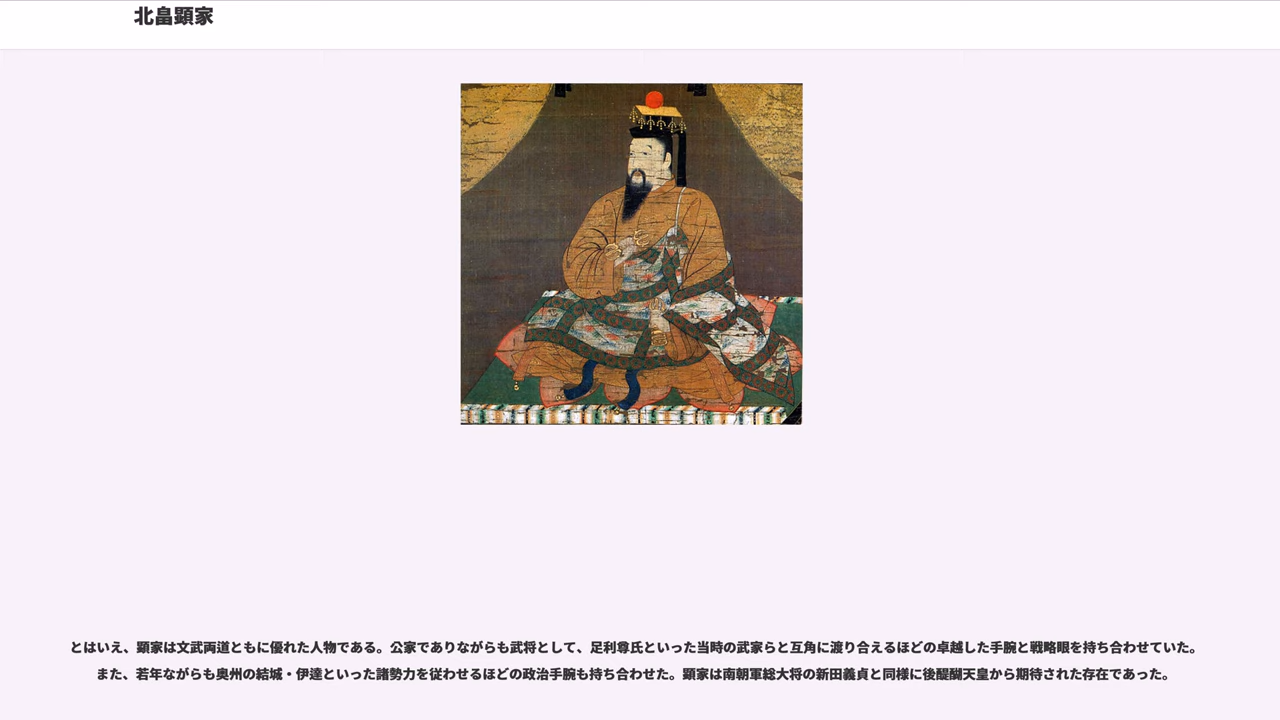 北畠顕家
とはいえ、顕家は文武両道ともに優れた人物である。公家でありながらも武将として、足利尊氏といった当時の武家らと互角に渡り合えるほどの卓越した手腕と戦略眼を持ち合わせていた。
また、若年ながらも奥州の結城・伊達といった諸勢力を従わせるほどの政治手腕も持ち合わせた。顕家は南朝軍総大将の新田義貞と同様に後醍醐天皇から期待された存在であった。